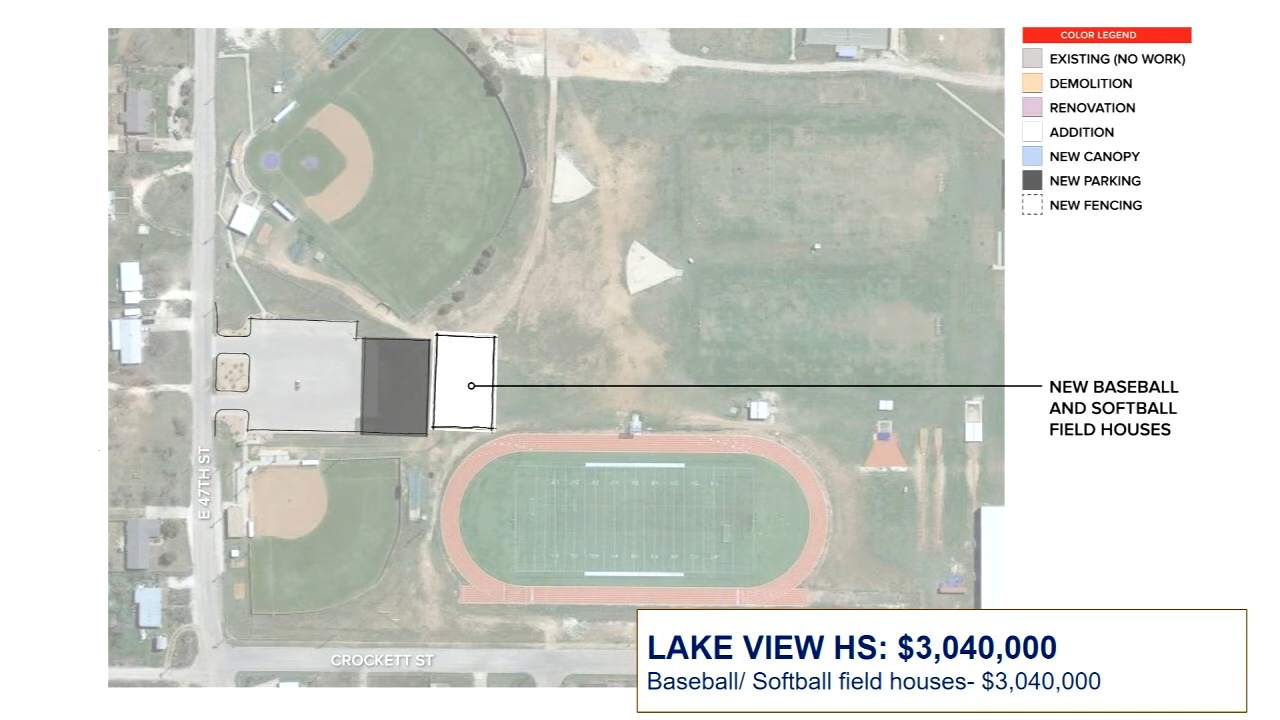 COLOR LEGEND
EXISTING (NO WORK)
DEMOLITION
RENOVATION
ADDITION
NEW CANOPY
NEW PARKING
NEW FENCING
NEW BASEBALL
AND SOFTBALL
FIELD HOUSES
E 47TH ST
CROCKETT ST
LAKE VIEW HS: $3,040,000
Baseball/ Softball field houses- $3,040,000